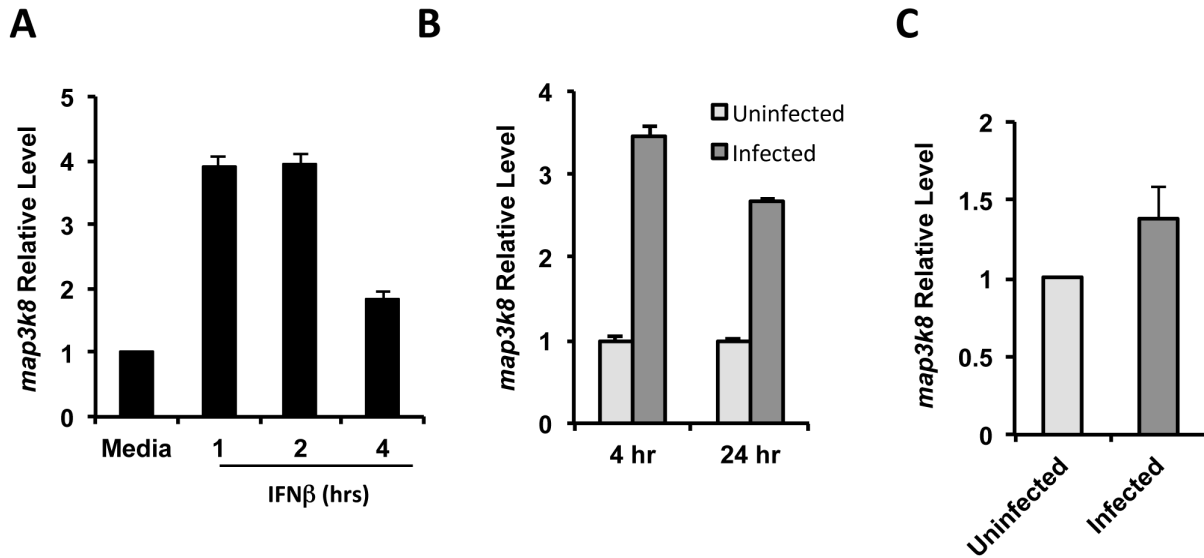 A
map3k8 Relative Level
5
4
3
2
1
0
Media 1 2 4
IFNβ (hrs)
B
map3k8 Relative Level
4
3
2
1
0
Uninfected
Infected
4 hr 24 hr
C
map3k8 Relative Level
2
1.5
1
0.5
0
Uninfected
Infected